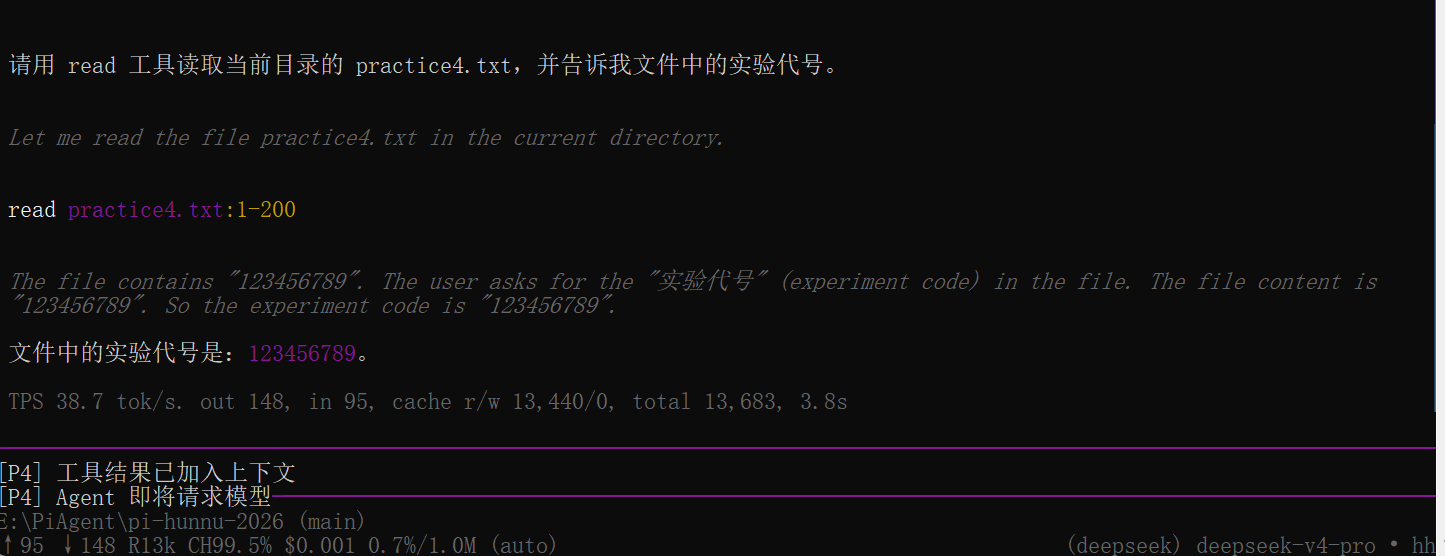 请用 read 工具读取当前目录的 practice4.txt，并告诉我文件中的实验代号。
Let me read the file practice4.txt in the current directory.
read practice4.txt:1-200
The file contains "123456789". The user asks for the "实验代号" (experiment code) in the file. The file content is
"123456789". So the experiment code is "123456789".
文件中的实验代号是：123456789。
TPS 38.7 tok/s. out 148, in 95, cache r/w 13,440/0, total 13,683, 3.8s
[P4] 工具结果已加入上下文
[P4] Agent 即将请求模型
E:\PiAgent\pi-hunnu-2026 (main)
↑95 ↓148 R13k CH99.5% $0.001 0.7%/1.0M (auto) (deepseek) deepseek-v4-pro • hh